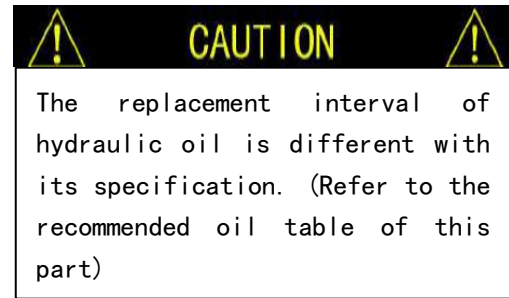 CAUTION
The replacement interval of
hydraulic oil is different with
its specification. (Refer to the
recommended oil table of this
part)